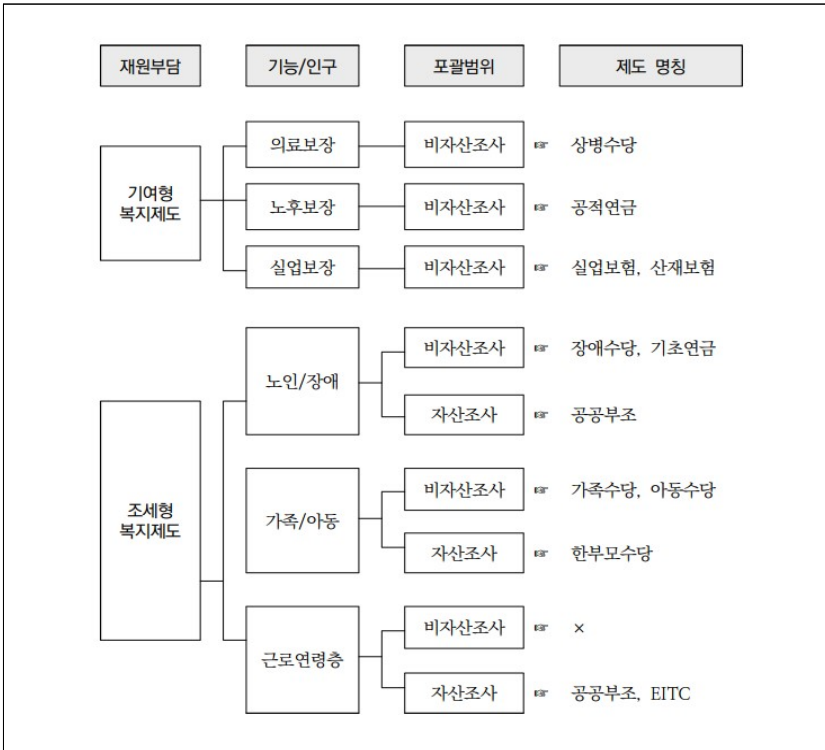 재원부담 기능/인구 포괄범위 제도 명칭
의료보장 비자산조사 ☞ 상병수당
기여형
복지제도
노후보장 비자산조사 ☞ 공적연금
실업보장 비자산조사 ☞ 실업보험, 산재보험
조세형
복지제도
노인/장애
비자산조사 ☞ 장애수당, 기초연금
자산조사 ☞ 공공부조
가족/아동
비자산조사 ☞ 가족수당, 아동수당
자산조사 ☞ 한부모수당
근로연령층
비자산조사 ☞ ×
자산조사 ☞ 공공부조, EITC